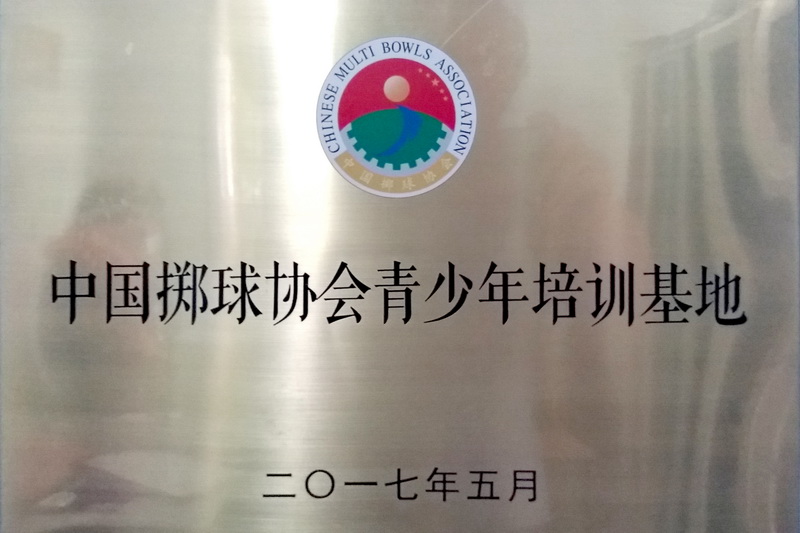 CHINESE MULTI BOWLS ASSOCIATION
中国掷球协会
中国掷球协会青少年培训基地
二〇一七年五月